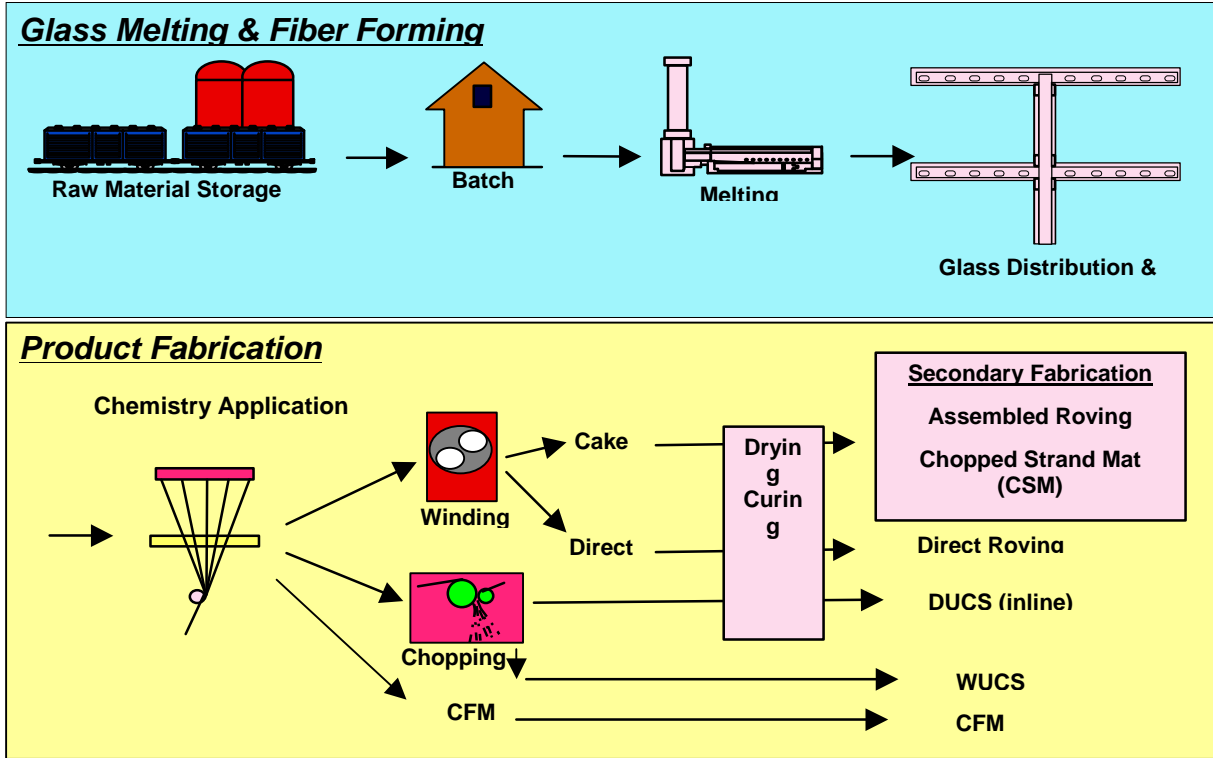 Glass Melting & Fiber Forming
Raw Material Storage
Batch
Melting
Glass Distribution &
Product Fabrication
Chemistry Application
Winding
Cake
Direct
Chopping
CFM
Dryin
g
Curin
g
Secondary Fabrication
Assembled Roving
Chopped Strand Mat
(CSM)
Direct Roving
DUCS (inline)
WUCS
CFM